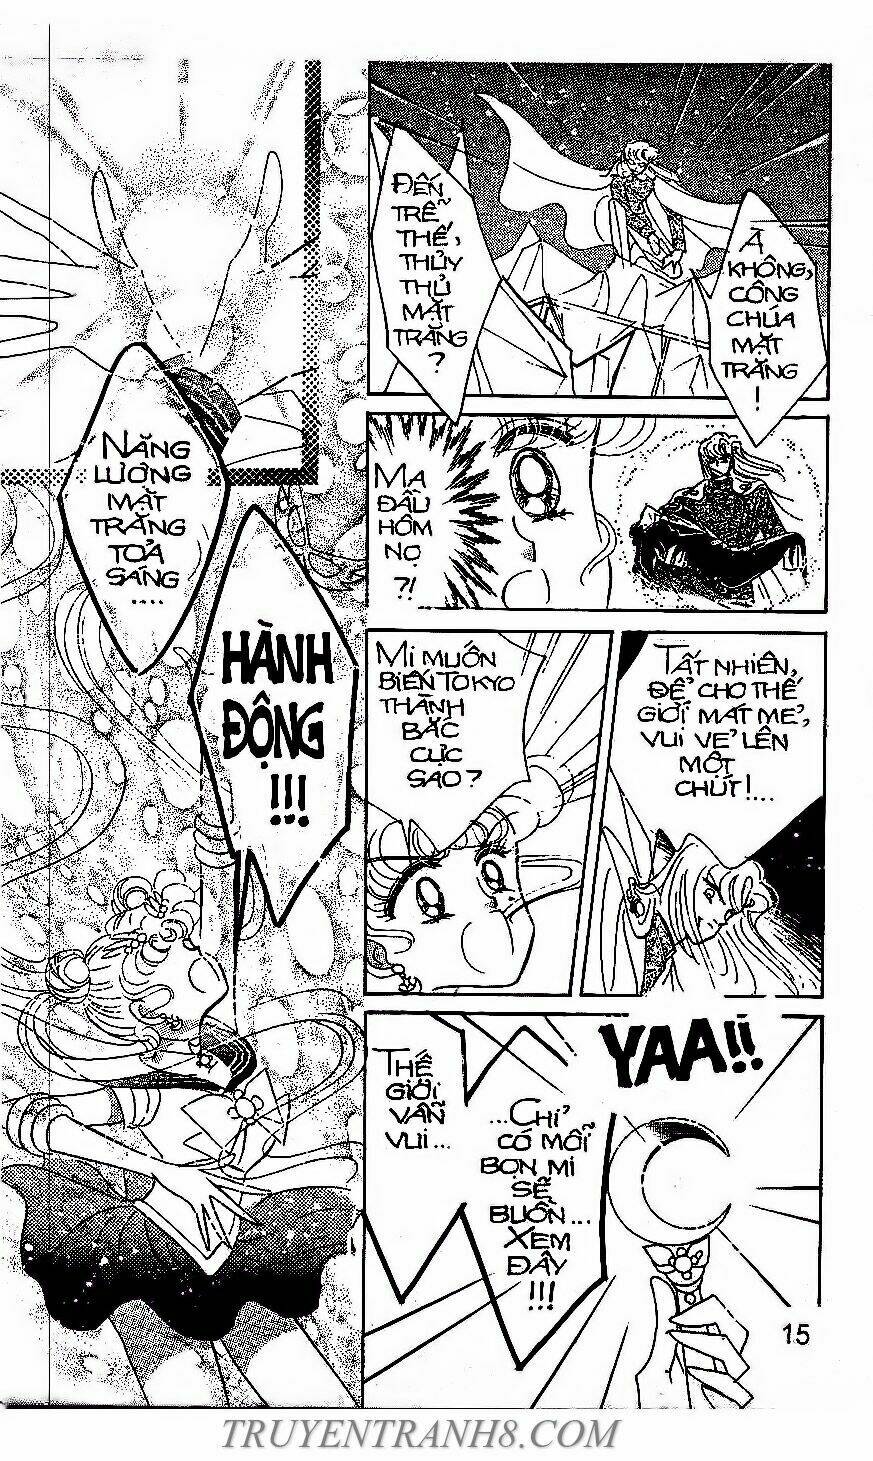 À
KHÔNG,
CÔNG
CHÚA
MẶT
TRĂNG
!
ĐẾN
TRỄ
THẾ,
THỦY
THỦ
MẶT
TRĂNG
?
MA
ĐẦU
HÔM
NỌ
?!
TẤT NHIÊN,
ĐỂ CHO THẾ
GIỚI MÁT MẺ,
VUI VẺ LÊN
MỘT
CHÚT!....
MI MUỐN
BIẾN TOKYO
THÀNH
BẮC
CỰC
SAO?
YAA!!
THẾ
GIỚI
VẪN
VUI...
...CHỈ
CÓ MỖI
BỌN MI
SẼ
BUỒN...
XEM
ĐÂY
!!!
NĂNG
LƯỢNG
MẶT
TRĂNG
TỎA
SÁNG
....
HÀNH
ĐỘNG
!!!
15
TRUYENTRANH8.COM